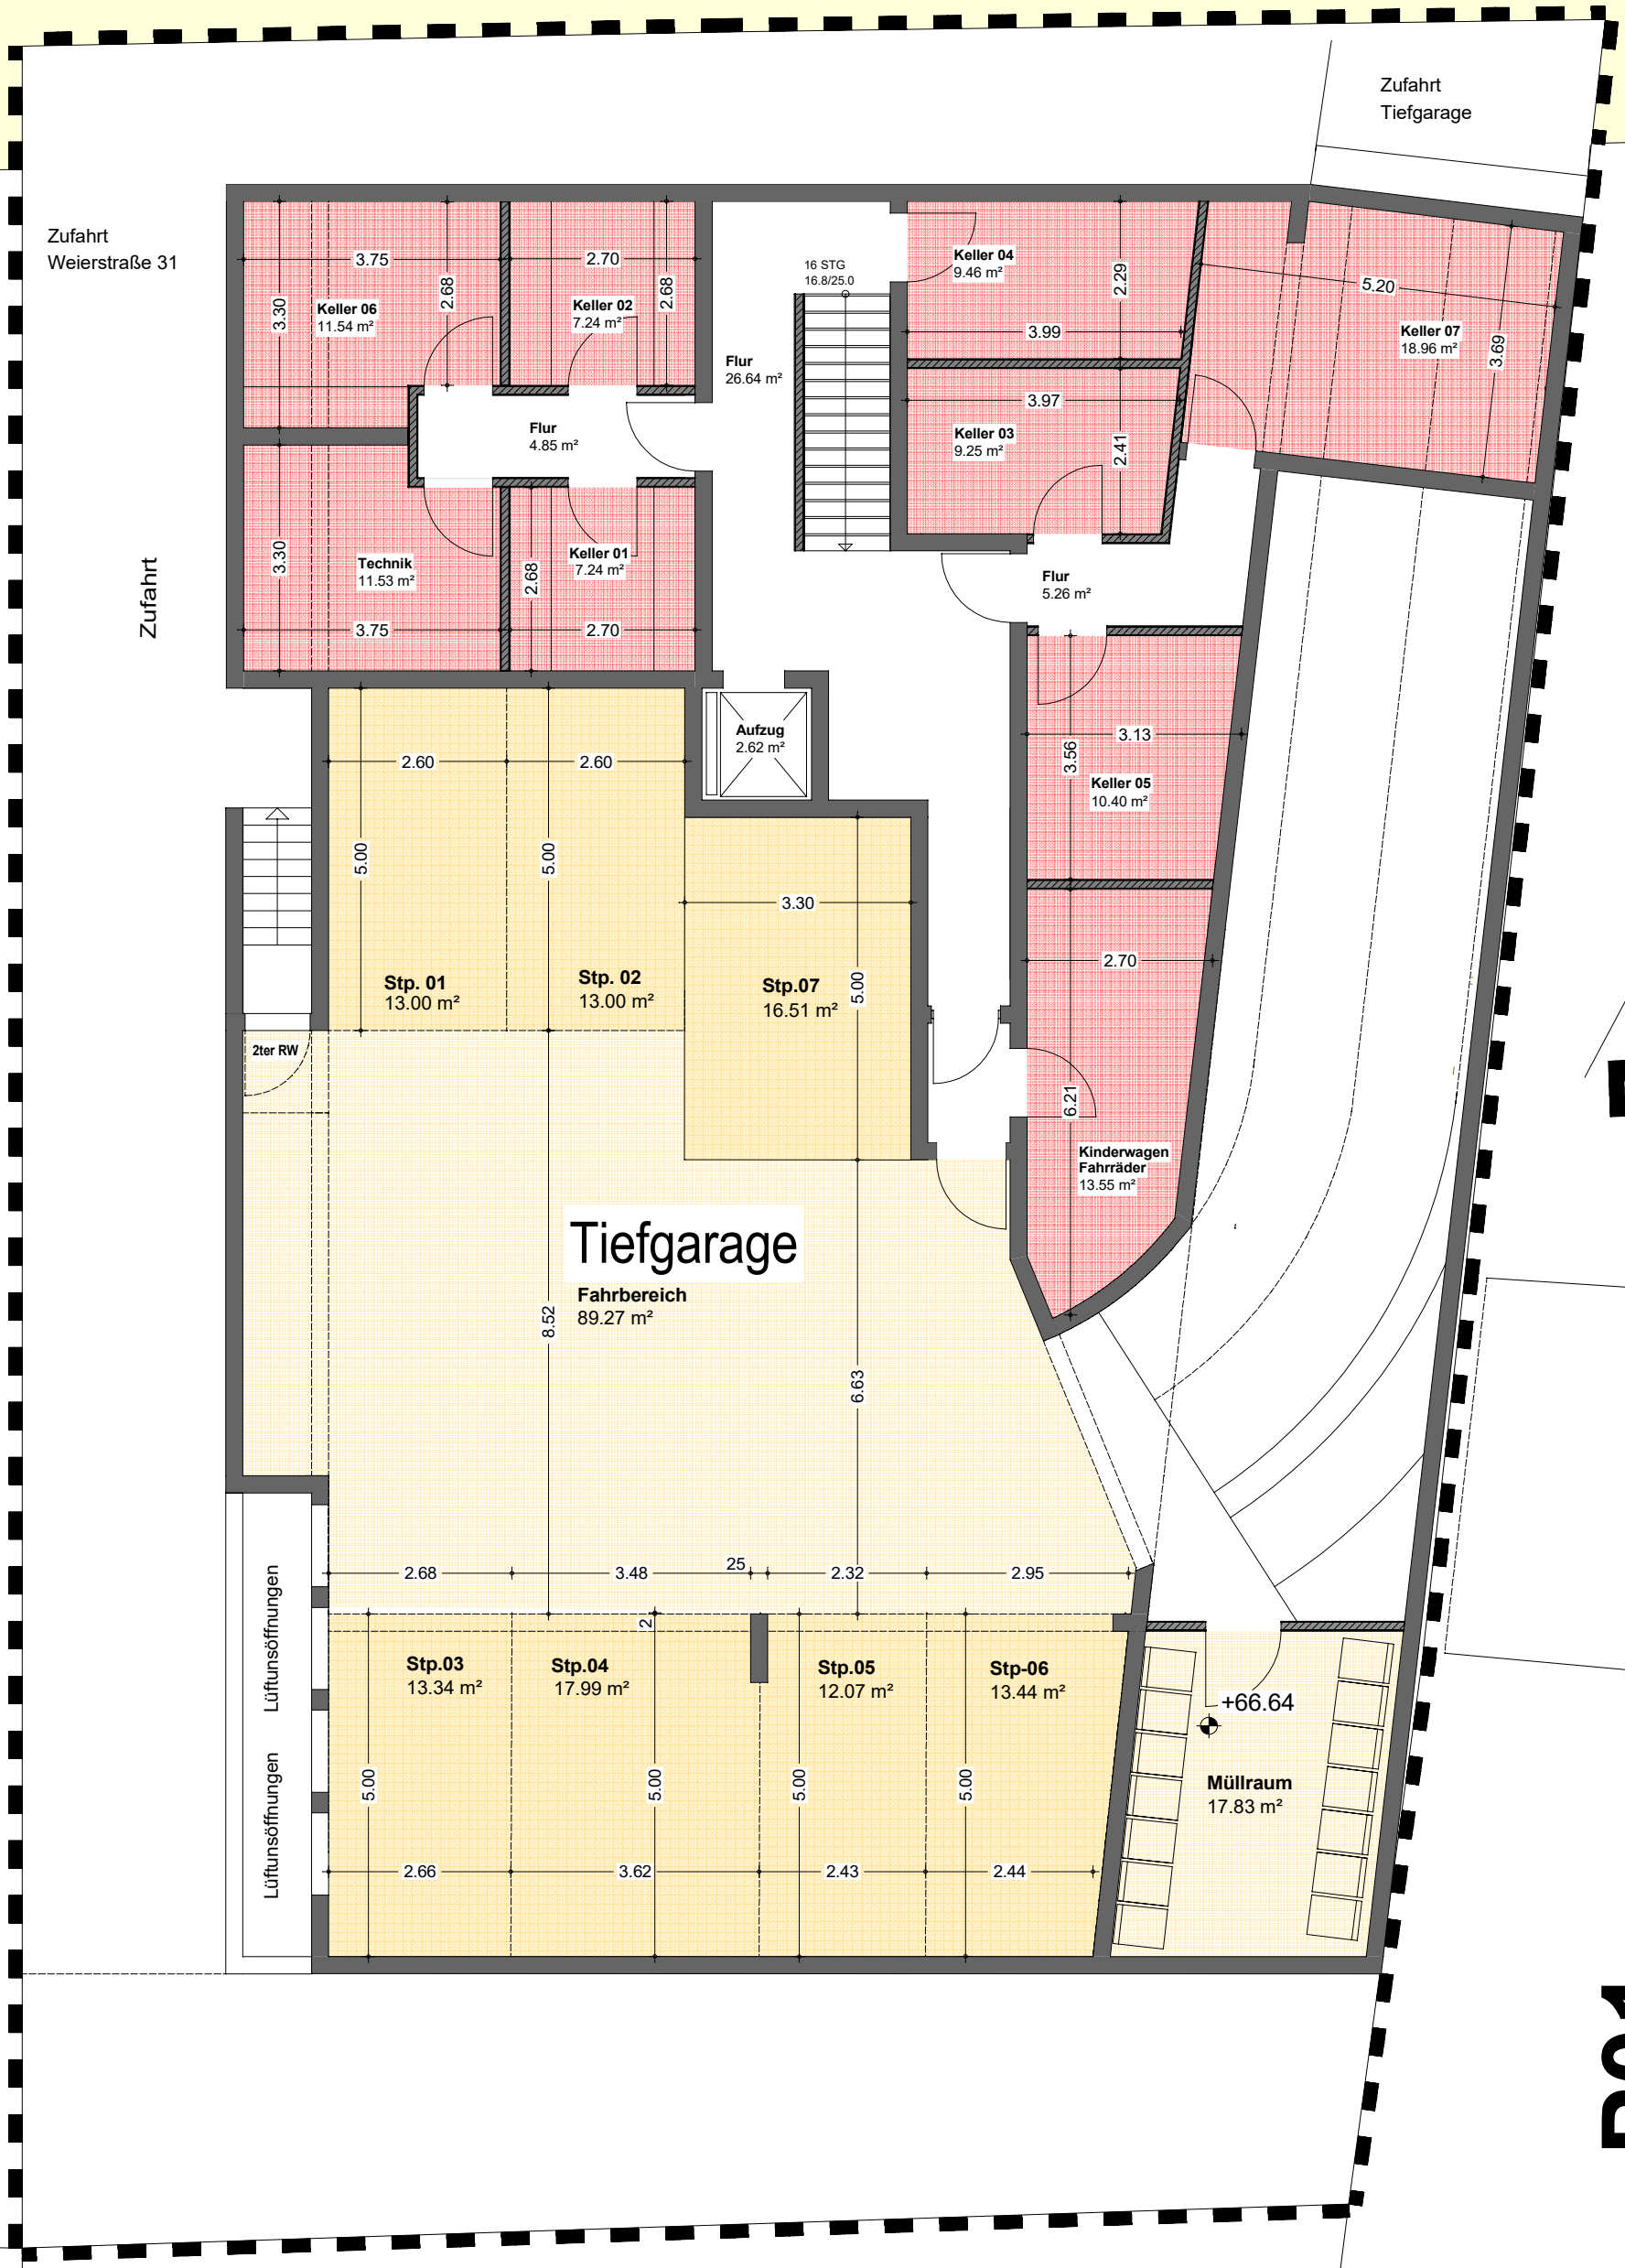 Zufahrt
Tiefgarage
Zufahrt
Weierstraße 31
3.75
2.70
2.68
2.68
3.30
Keller 06
11.54 m²
Keller 02
7.24 m²
16 STG
16.8/25.0
Flur
26.64 m²
Keller 04
9.46 m²
2.29
3.99
5.20
Keller 07
18.96 m²
3.69
Flur
4.85 m²
3.97
Keller 03
9.25 m²
2.41
Zufahrt
3.30
Technik
11.53 m²
2.68
Keller 01
7.24 m²
3.75
2.70
Flur
5.26 m²
Aufzug
2.62 m²
3.13
3.56
Keller 05
10.40 m²
2.60
2.60
5.00
5.00
3.30
5.00
Stp. 01
13.00 m²
Stp. 02
13.00 m²
Stp.07
16.51 m²
2.70
2ter RW
6.21
Kinderwagen
Fahrräder
13.55 m²
Tiefgarage
Fahrbereich
89.27 m²
8.52
6.63
2.68
3.48
25
2.32
2.95
2
Lüftunsöffnungen
Lüftunsöffnungen
Stp.03
13.34 m²
Stp.04
17.99 m²
Stp.05
12.07 m²
Stp-06
13.44 m²
+66.64
Müllraum
17.83 m²
5.00
5.00
5.00
5.00
2.66
3.62
2.43
2.44